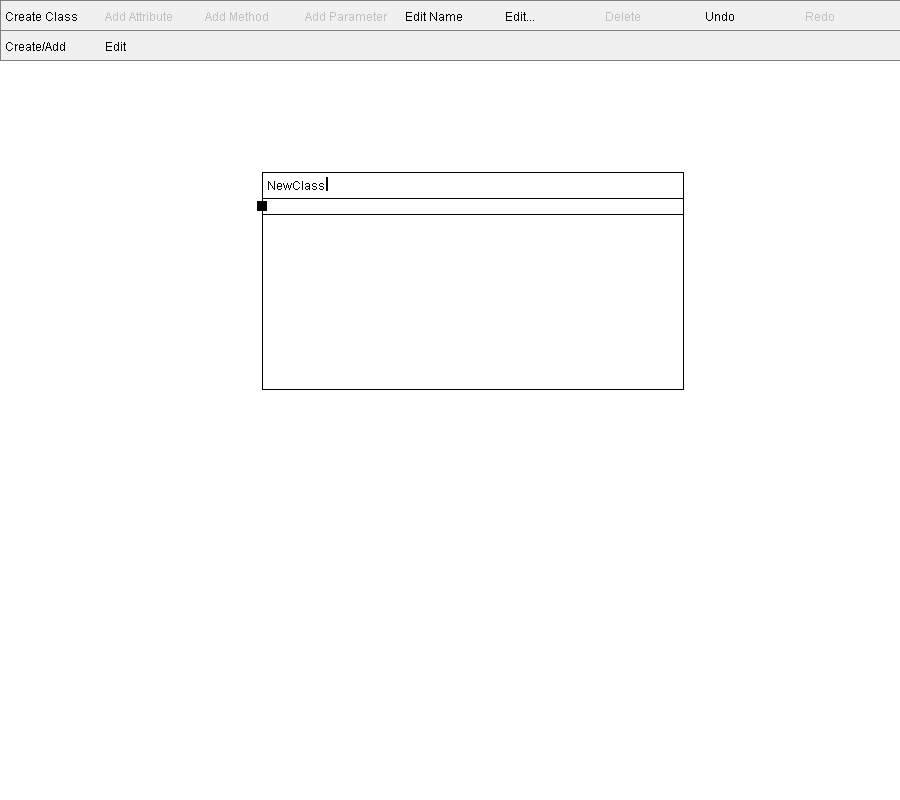 Create Class Add Attribute Add Method Add Parameter Edit Name Edit... Delete Undo Redo
Create/Add Edit
NewClass